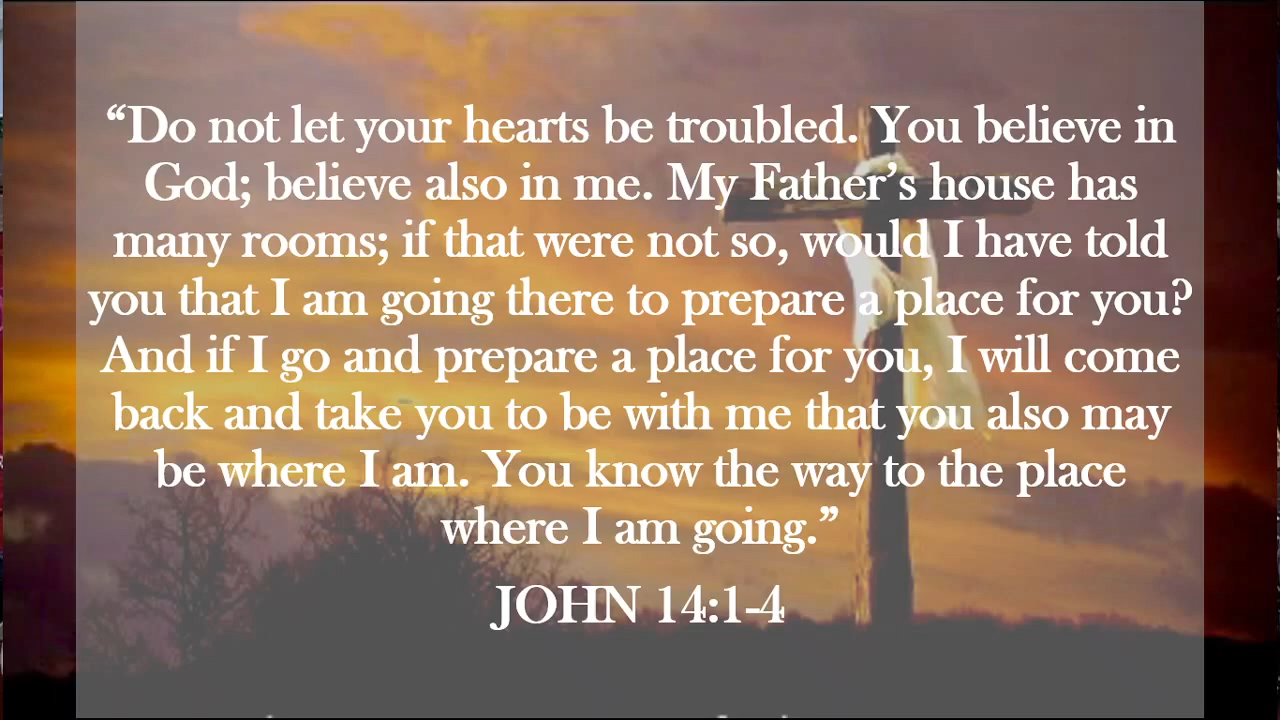 “Do not let your hearts be troubled. You believe in
God; believe also in me. My Father’s house has
many rooms; if that were not so, would I have told
you that I am going there to prepare a place for you?
And if I go and prepare a place for you, I will come
back and take you to be with me that you also may
be where I am. You know the way to the place
where I am going.”
JOHN 14:1-4